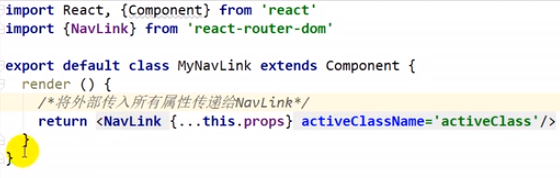 import React, {Component} from 'react'
import {NavLink} from 'react-router-dom'
export default class MyNavLink extends Component {
render () {
/*将外部传入所有属性传递给NavLink*/
return <NavLink {...this.props} activeClassName='activeClass'/>
}
}